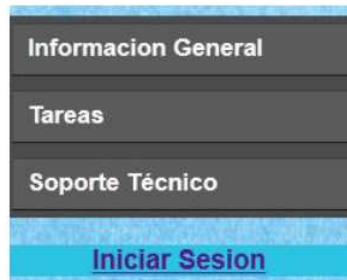 Informacion General
Tareas
Soporte Técnico
Iniciar Sesion